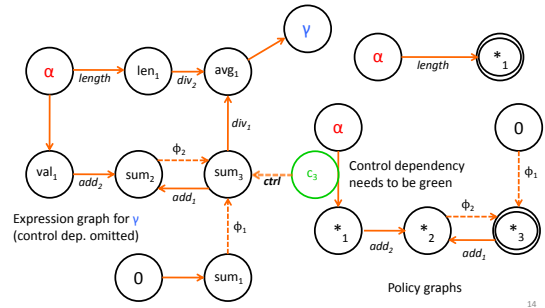 γ
α
length
len₁
div₂
avg₁
α
length
*₁
div₁
α
0
val₁
add₂
sum₂
ϕ₂
add₁
sum₃
ctrl
c₃
Control dependency
needs to be green
ϕ₁
Expression graph for γ
(control dep. omitted)
ϕ₁
*₁
add₂
*₂
ϕ₂
add₁
*₃
0
sum₁
Policy graphs
14